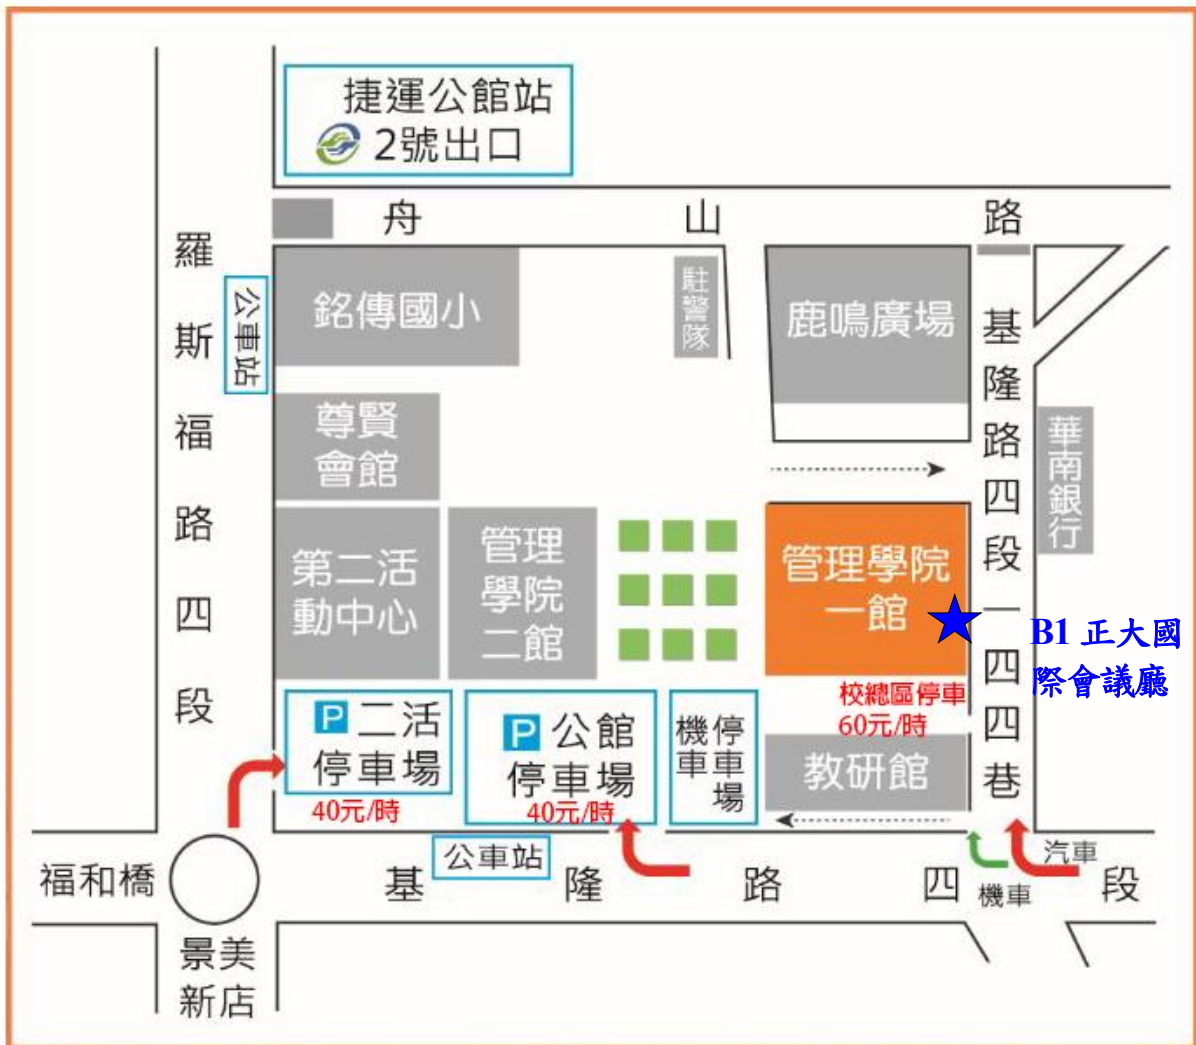 捷運公館站
2號出口
舟山路
羅斯福路四段
公車站
銘傳國小
駐警隊
鹿鳴廣場
基隆路四段一四四巷
華南銀行
尊賢
會館
第二活
動中心
管理
學院
二館
管理學院
一館
B1 正大國
際會議廳
校總區停車
60元/時
P 二活
停車場
40元/時
P 公館
停車場
40元/時
機車
停車場
教研館
公車站
汽車
機車
福和橋
基隆路四段
景美
新店